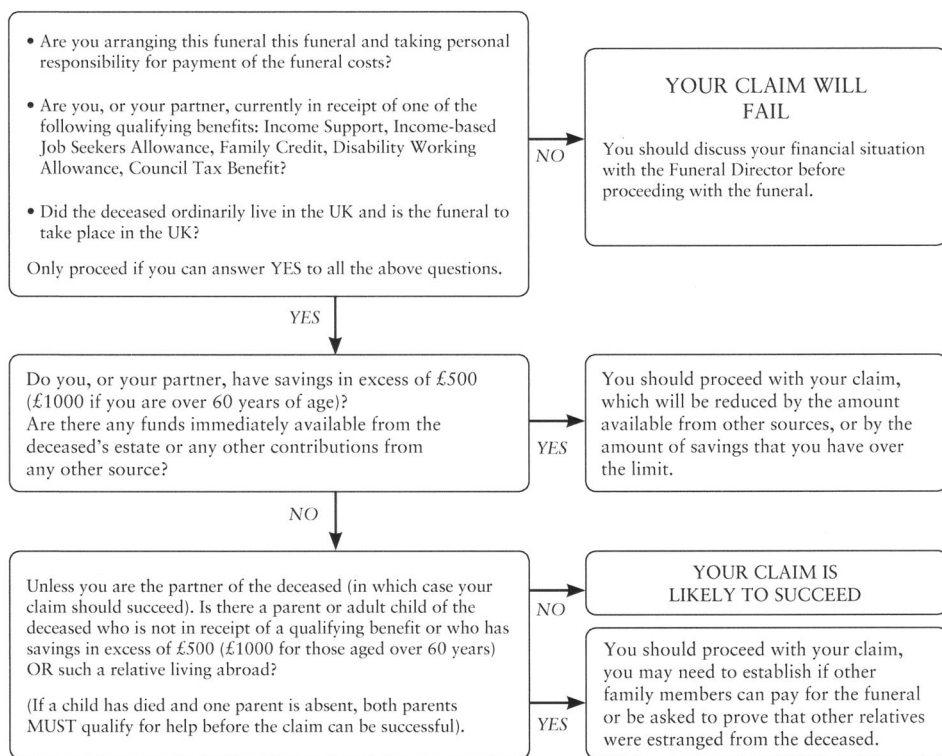 • Are you arranging this funeral this funeral and taking personal
responsibility for payment of the funeral costs?
• Are you, or your partner, currently in receipt of one of the
following qualifying benefits: Income Support, Income-based
Job Seekers Allowance, Family Credit, Disability Working
Allowance, Council Tax Benefit?
• Did the deceased ordinarily live in the UK and is the funeral to
take place in the UK?
Only proceed if you can answer YES to all the above questions.
NO
YOUR CLAIM WILL
FAIL
You should discuss your financial situation
with the Funeral Director before
proceeding with the funeral.
YES
Do you, or your partner, have savings in excess of £500
(£1000 if you are over 60 years of age)?
Are there any funds immediately available from the
deceased's estate or any other contributions from
any other source?
YES
You should proceed with your claim,
which will be reduced by the amount
available from other sources, or by the
amount of savings that you have over
the limit.
NO
Unless you are the partner of the deceased (in which case your
claim should succeed). Is there a parent or adult child of the
deceased who is not in receipt of a qualifying benefit or who has
savings in excess of £500 (£1000 for those aged over 60 years)
OR such a relative living abroad?
(If a child has died and one parent is absent, both parents
MUST qualify for help before the claim can be successful).
NO
YOUR CLAIM IS
LIKELY TO SUCCEED
YES
You should proceed with your claim,
you may need to establish if other
family members can pay for the funeral
or be asked to prove that other relatives
were estranged from the deceased.